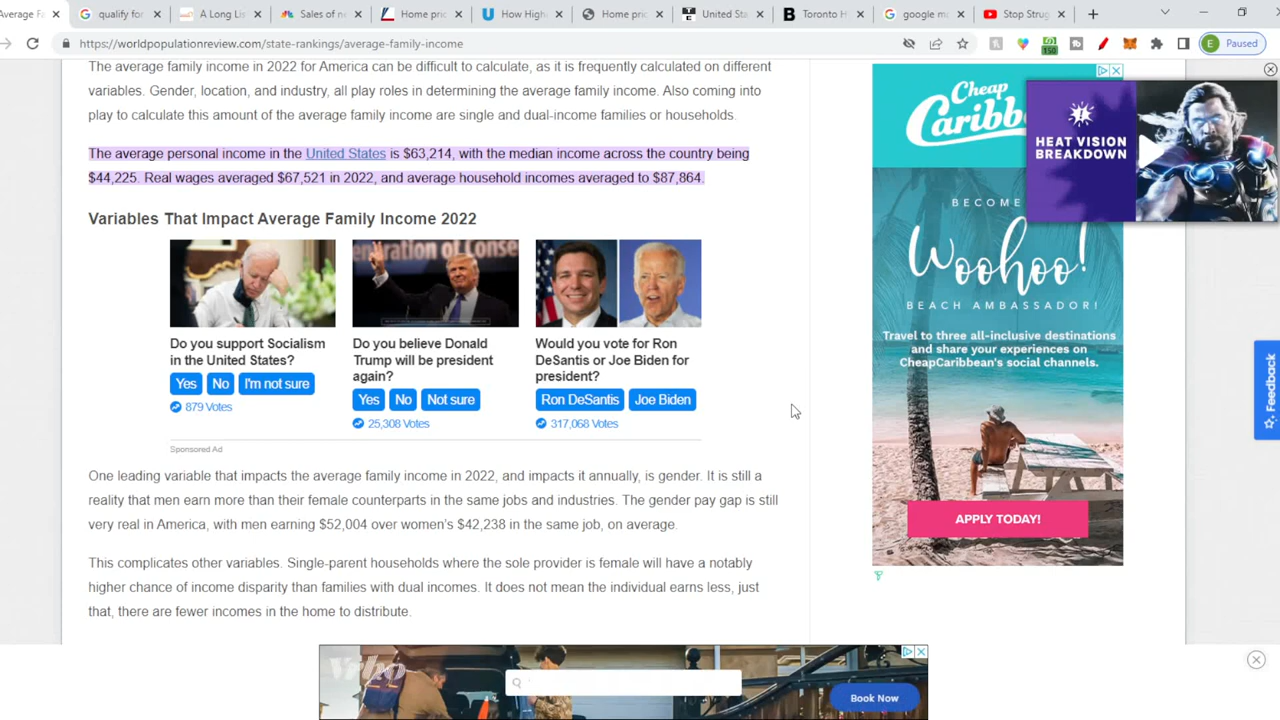 Average Fa
qualify for
A Long Lis
Sales of ne
Home pric
How High
Home pri
United Sta
Toronto H
google m
Stop Strug
https://worldpopulationreview.com/state-rankings/average-family-income
150
E
Paused
The average family income in 2022 for America can be difficult to calculate, as it is frequently calculated on different
variables. Gender, location, and industry, all play roles in determining the average family income. Also coming into
play to calculate this amount of the average family income are single and dual-income families or households.
The average personal income in the United States is $63,214, with the median income across the country being
$44,225. Real wages averaged $67,521 in 2022, and average household incomes averaged to $87,864.
Variables That Impact Average Family Income 2022
eration of Conse
Do you support Socialism
in the United States?
Yes
No
I'm not sure
879 Votes
Do you believe Donald
Trump will be president
again?
Yes
No
Not sure
25,308 Votes
Would you vote for Ron
DeSantis or Joe Biden for
president?
Ron DeSantis
Joe Biden
317,068 Votes
Sponsored Ad
One leading variable that impacts the average family income in 2022, and impacts it annually, is gender. It is still a
reality that men earn more than their female counterparts in the same jobs and industries. The gender pay gap is still
very real in America, with men earning $52,004 over women's $42,238 in the same job, on average.
This complicates other variables. Single-parent households where the sole provider is female will have a notably
higher chance of income disparity than families with dual incomes. It does not mean the individual earns less, just
that, there are fewer incomes in the home to distribute.
Cheap
Caribbe
HEAT VISION
BREAKDOWN
BECOME
Woohoo!
BEACH AMBASSADOR!
Travel to three all-inclusive destinations
and share your experiences on
CheapCaribbean's social channels.
APPLY TODAY!
Feedback
Vrbo
Book Now